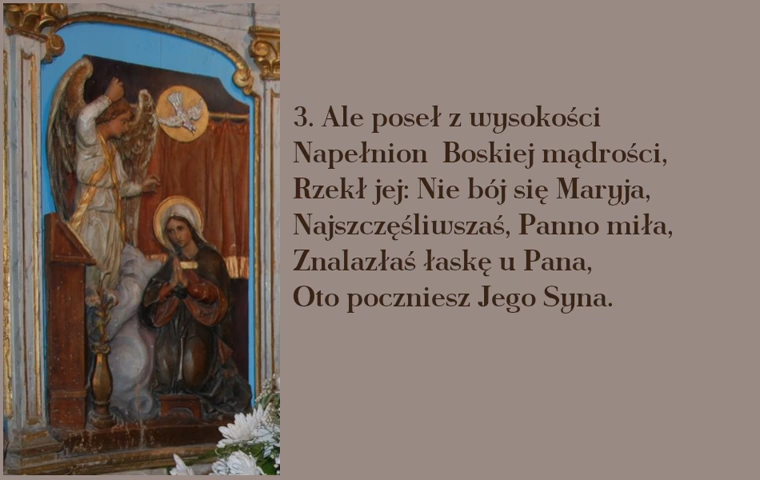 3. Ale poseł z wysokości
Napełnion  Boskiej mądrości,
Rzekł jej: Nie bój się Maryja,
Najszczęśliwszaś, Panno miła,
Znalazłaś łaskę u Pana,
Oto poczniesz Jego Syna.